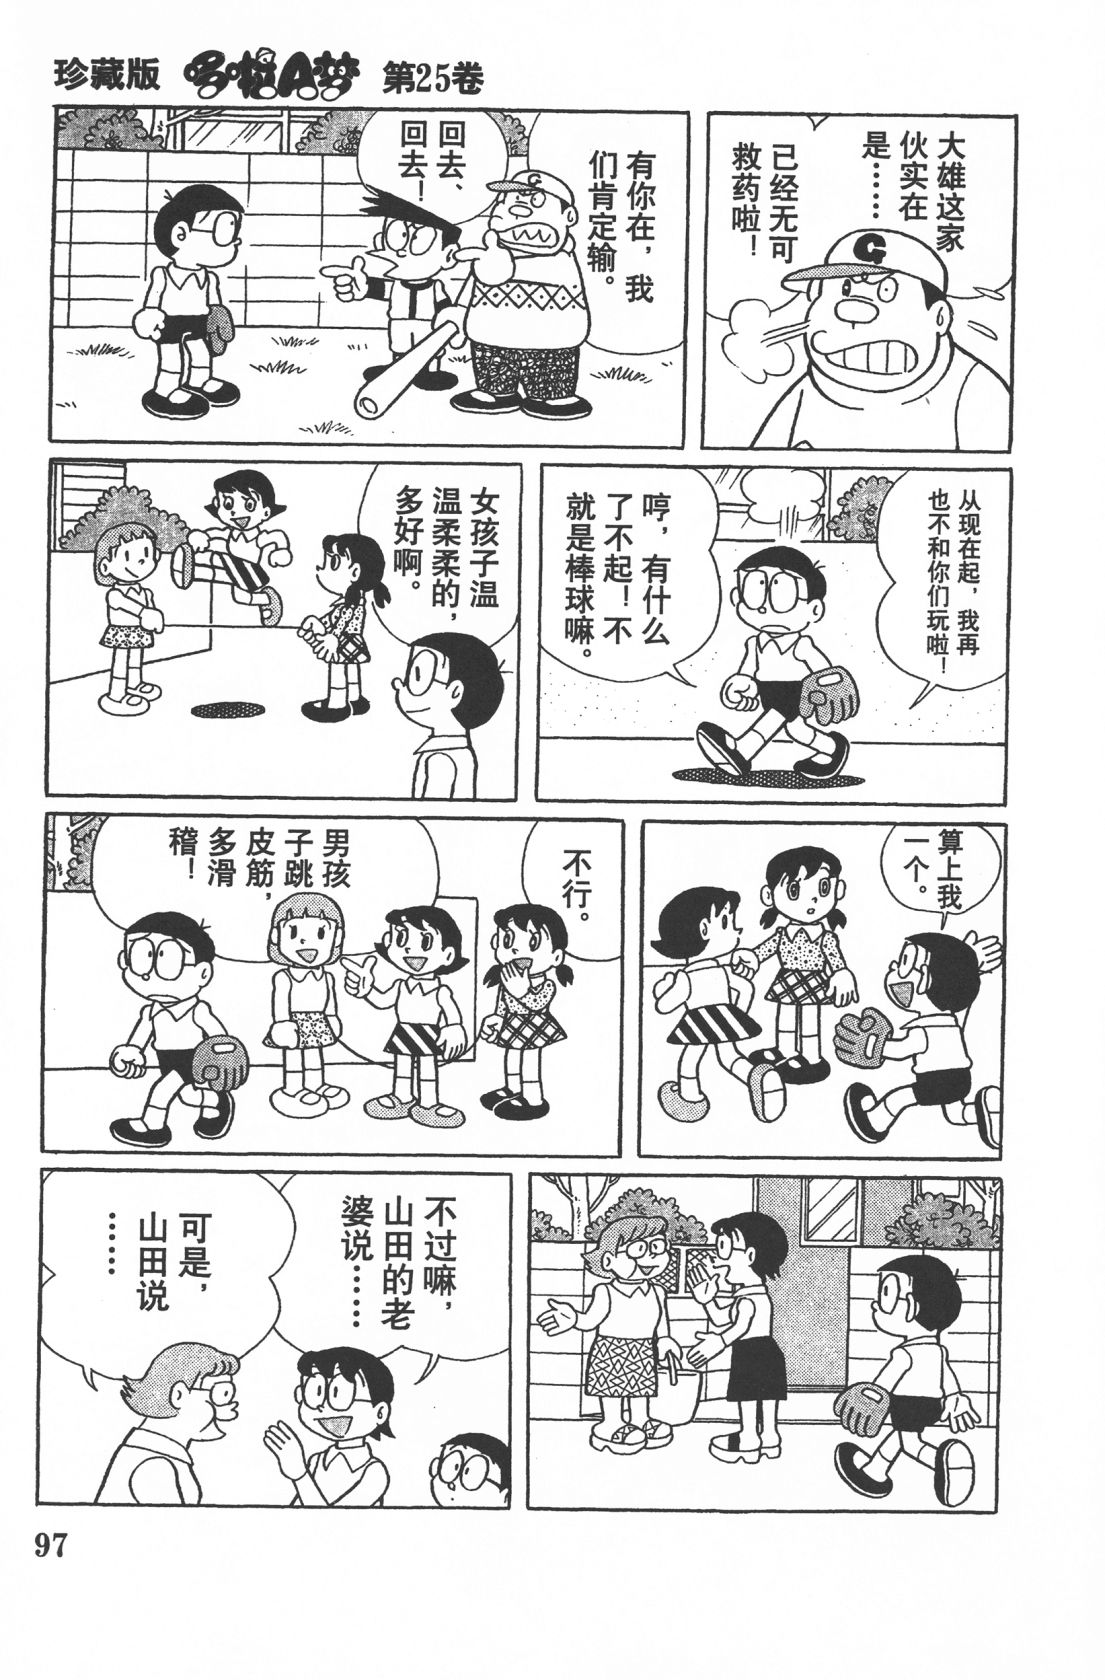 珍藏版 哆啦A梦 第25卷
大雄这家
伙实在
是……
已经无可
救药啦！
有你在，我
们肯定输。
回去、
回去！
从现在起，我再
也不和你们玩啦！
哼，有什么
了不起！不
就是棒球嘛。
女孩子温
温柔柔的，
多好啊。
算上我
一个。
不行。
男孩
子跳
皮筋，
多滑
稽！
不过嘛，
山田的老
婆说……
可是，
山田说
……
G
G
97